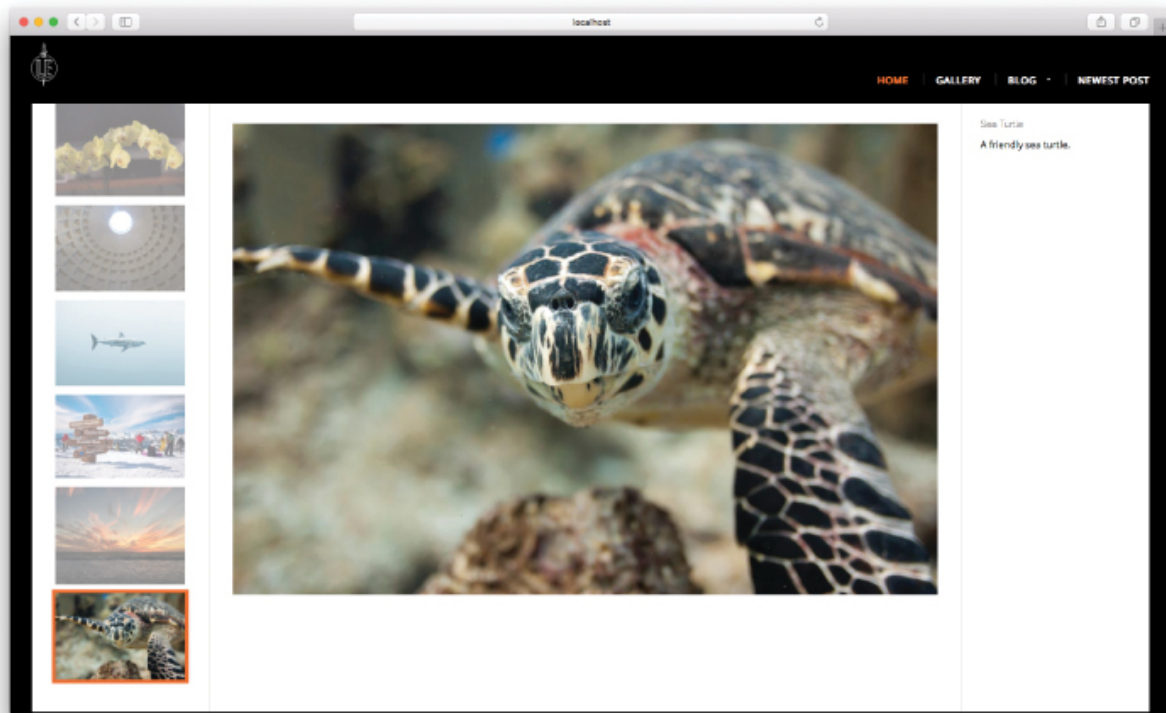 localhost
HOME
GALLERY
BLOG
NEWEST POST
Sea Turtle
A friendly sea turtle.